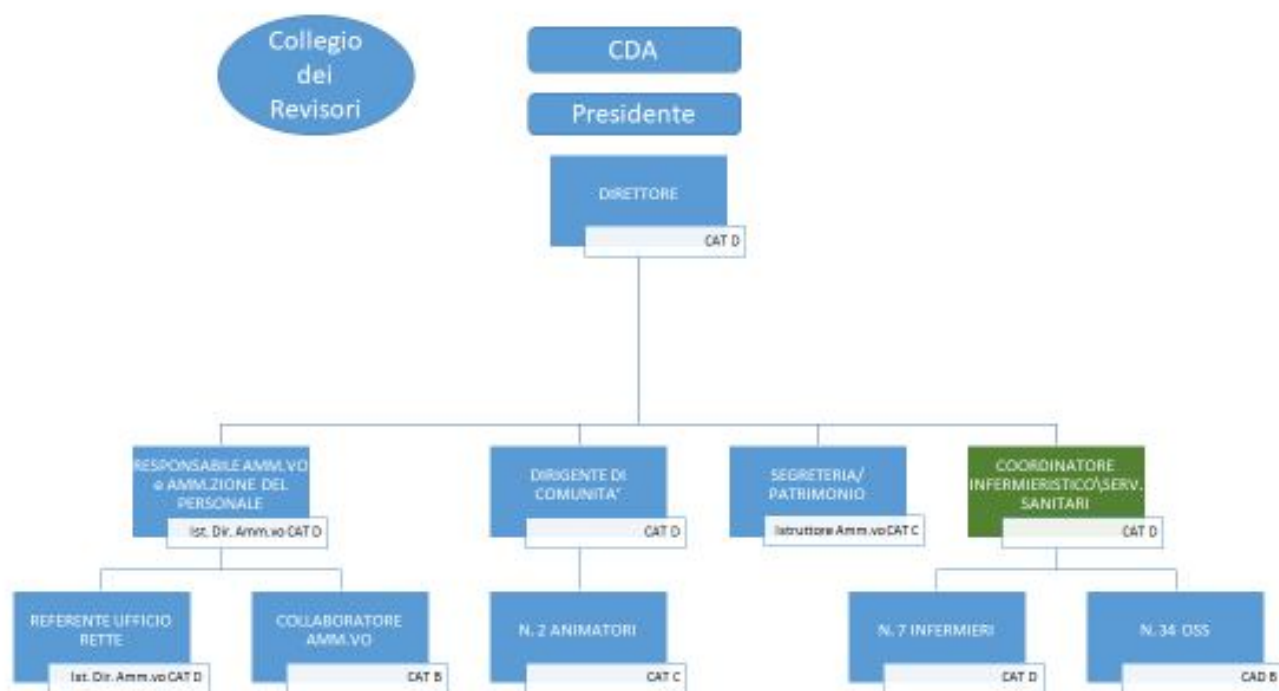 Collegio
dei
Revisori
CDA
Presidente
DIRETTORE
CAT D
RESPONSABILE AMM.VO
e AMM.ZIONE DEL
PERSONALE
Ist. Dir. Amm.vo CAT D
DIRIGENTE DI
COMUNITA'
CAT D
SEGRETERIA/
PATRIMONIO
Istruttore Amm.vo CAT C
COORDINATORE
INFERMIERISTICO\SERV.
SANITARI
CAT D
REFERENTE UFFICIO
RETTE
Ist. Dir. Amm.vo CAT D
COLLABORATORE
AMM.VO
CAT B
N. 2 ANIMATORI
CAT C
N. 7 INFERMIERI
CAT D
N. 34 OSS
CAD B